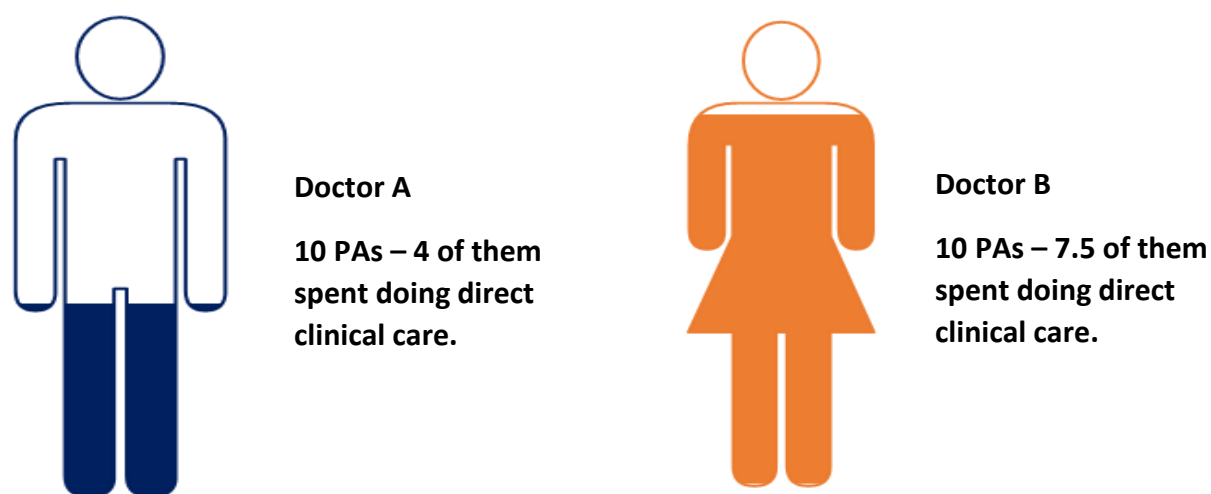 Doctor A
10 PAs – 4 of them
spent doing direct
clinical care.
Doctor B
10 PAs – 7.5 of them
spent doing direct
clinical care.